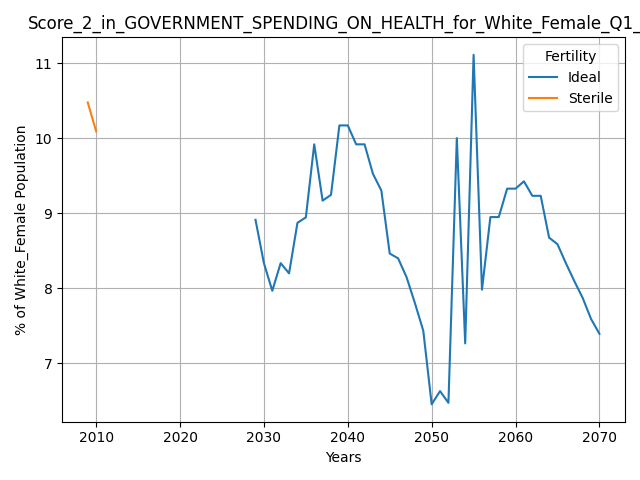 Score_2_in_GOVERNMENT_SPENDING_ON_HEALTH_for_White_Female_Q1_
Fertility
Ideal
Sterile
% of White_Female Population
11
10
9
8
7
2010
2020
2030
2040
2050
2060
2070
Years